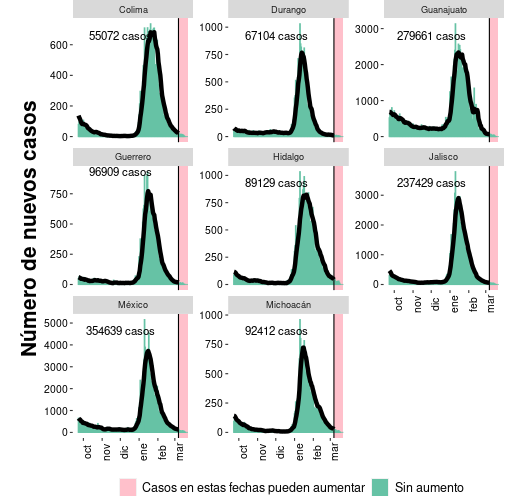 Colima
Durango
Guanajuato
55072 casos
67104 casos
279661 casos
600
400
200
0
1000
750
500
250
0
3000
2000
1000
0
Guerrero
Hidalgo
Jalisco
96909 casos
89129 casos
237429 casos
750
500
250
0
1000
750
500
250
0
3000
2000
1000
0
oct
nov
dic
ene
feb
mar
México
Michoacán
354639 casos
92412 casos
5000
4000
3000
2000
1000
0
1000
750
500
250
0
oct
nov
dic
ene
feb
mar
oct
nov
dic
ene
feb
mar
Número de nuevos casos
Casos en estas fechas pueden aumentar
Sin aumento